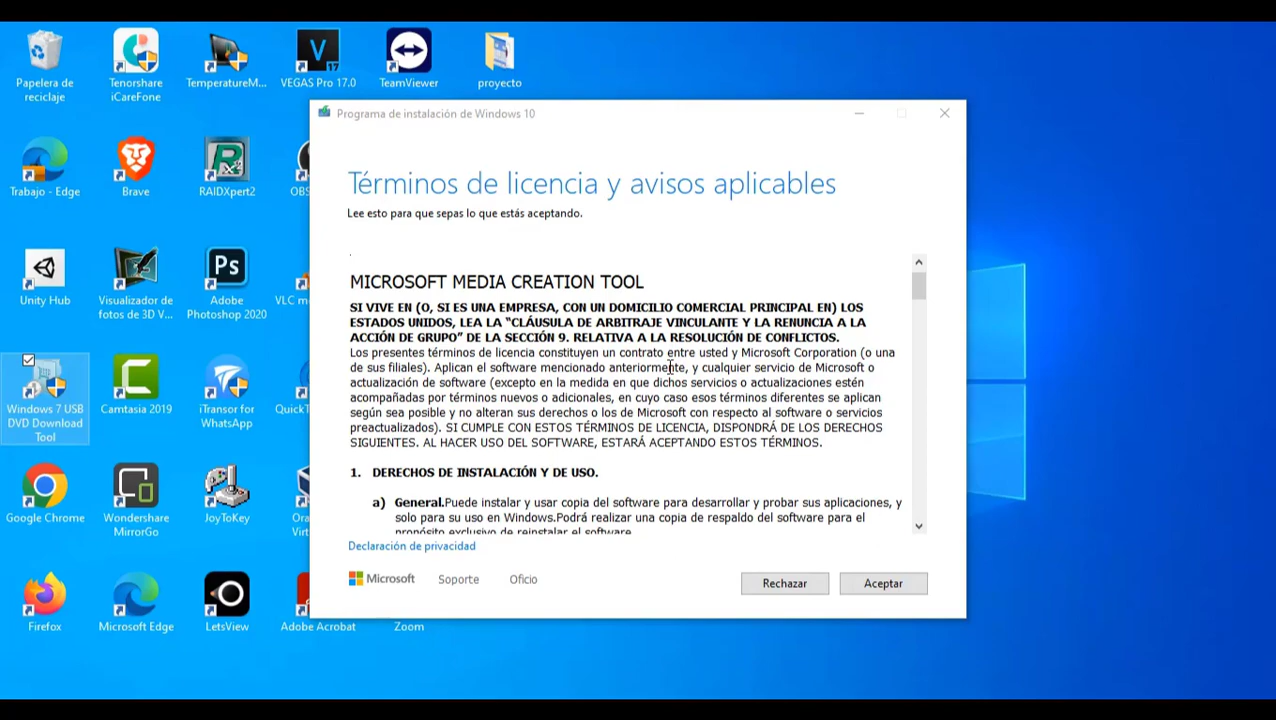 Papelera de
reciclaje
Tenorshare
iCareFone
TemperatureM...
VEGAS Pro 17.0
TeamViewer
proyecto
Trabajo - Edge
Brave
RAIDXpert2
OBS
Unity Hub
Visualizador de
fotos de 3D V...
Adobe
Photoshop 2020
VLC m
Windows 7 USB
DVD Download
Tool
Camtasia 2019
iTransor for
WhatsApp
QuickT
Google Chrome
Wondershare
MirrorGo
JoyToKey
Ora
Virt
Firefox
Microsoft Edge
LetsView
Adobe Acrobat
Zoom
Programa de instalación de Windows 10
Términos de licencia y avisos aplicables
Lee esto para que sepas lo que estás aceptando.
MICROSOFT MEDIA CREATION TOOL
SI VIVE EN (O, SI ES UNA EMPRESA, CON UN DOMICILIO COMERCIAL PRINCIPAL EN) LOS
ESTADOS UNIDOS, LEA LA “CLÁUSULA DE ARBITRAJE VINCULANTE Y LA RENUNCIA A LA
ACCIÓN DE GRUPO” DE LA SECCIÓN 9. RELATIVA A LA RESOLUCIÓN DE CONFLICTOS.
Los presentes términos de licencia constituyen un contrato entre usted y Microsoft Corporation (o una
de sus filiales). Aplican el software mencionado anteriormente, y cualquier servicio de Microsoft o
actualización de software (excepto en la medida en que dichos servicios o actualizaciones estén
acompañadas por términos nuevos o adicionales, en cuyo caso esos términos diferentes se aplican
según sea posible y no alteran sus derechos o los de Microsoft con respecto al software o servicios
preactualizados). SI CUMPLE CON ESTOS TÉRMINOS DE LICENCIA, DISPONDRÁ DE LOS DERECHOS
SIGUIENTES. AL HACER USO DEL SOFTWARE, ESTARÁ ACEPTANDO ESTOS TÉRMINOS.
1. DERECHOS DE INSTALACIÓN Y DE USO.
a) General.Puede instalar y usar copia del software para desarrollar y probar sus aplicaciones, y
solo para su uso en Windows.Podrá realizar una copia de respaldo del software para el
propósito exclusivo de reinstalar el software.
Declaración de privacidad
Microsoft
Soporte
Oficio
Rechazar
Aceptar